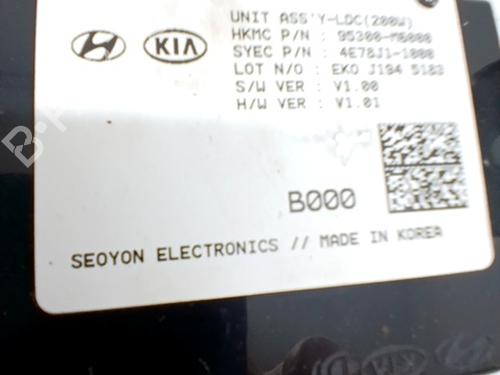 UNIT ASS'Y-LDC(200W)
HKMC P/N : 95300-M6000
SYEC P/N : 4E78J1-1000
LOT N/O : EKO J194 5183
S/W VER : V1.00
H/W VER : V1.01
KIA
B000
SEOYON ELECTRONICS // MADE IN KOREA